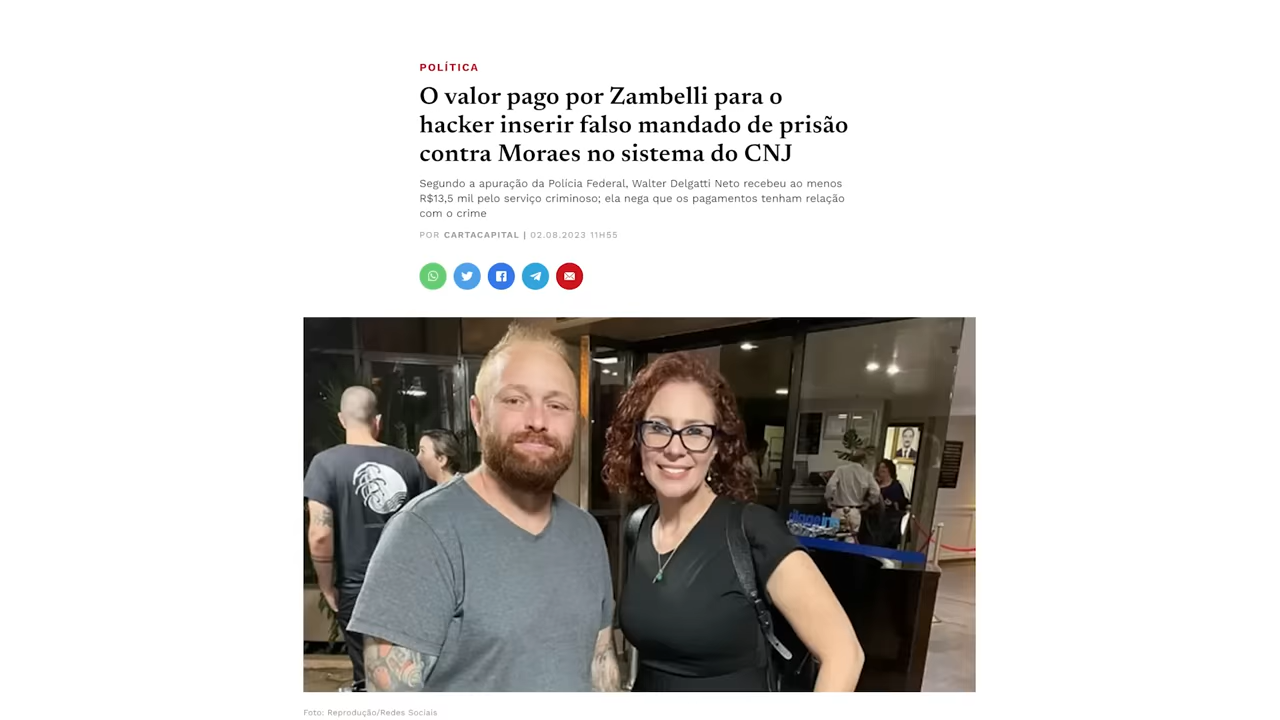 POLÍTICA
O valor pago por Zambelli para o
hacker inserir falso mandado de prisão
contra Moraes no sistema do CNJ
Segundo a apuração da Policia Federal, Walter Delgatti Neto recebeu ao menos
R$13,5 mil pelo serviço criminoso; ela nega que os pagamentos tenham relação
com o crime
POR CARTACAPITAL | 02.08.2023 11H55
Foto: Reprodução/Redes Sociais